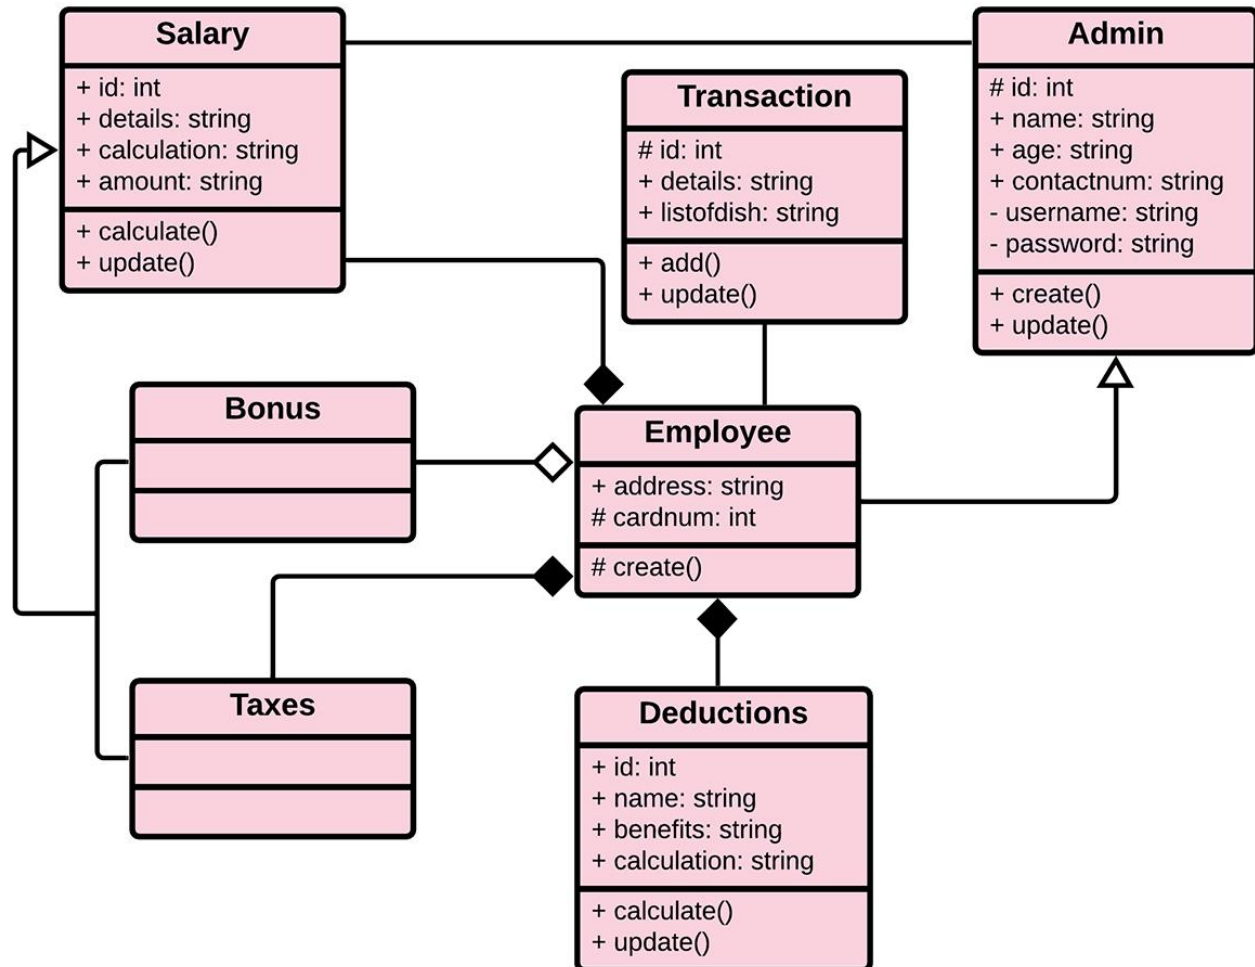 Salary
+ id: int
+ details: string
+ calculation: string
+ amount: string
+ calculate()
+ update()
Transaction
# id: int
+ details: string
+ listofdish: string
+ add()
+ update()
Admin
# id: int
+ name: string
+ age: string
+ contactnum: string
- username: string
- password: string
+ create()
+ update()
Bonus
Employee
+ address: string
# cardnum: int
# create()
Taxes
Deductions
+ id: int
+ name: string
+ benefits: string
+ calculation: string
+ calculate()
+ update()